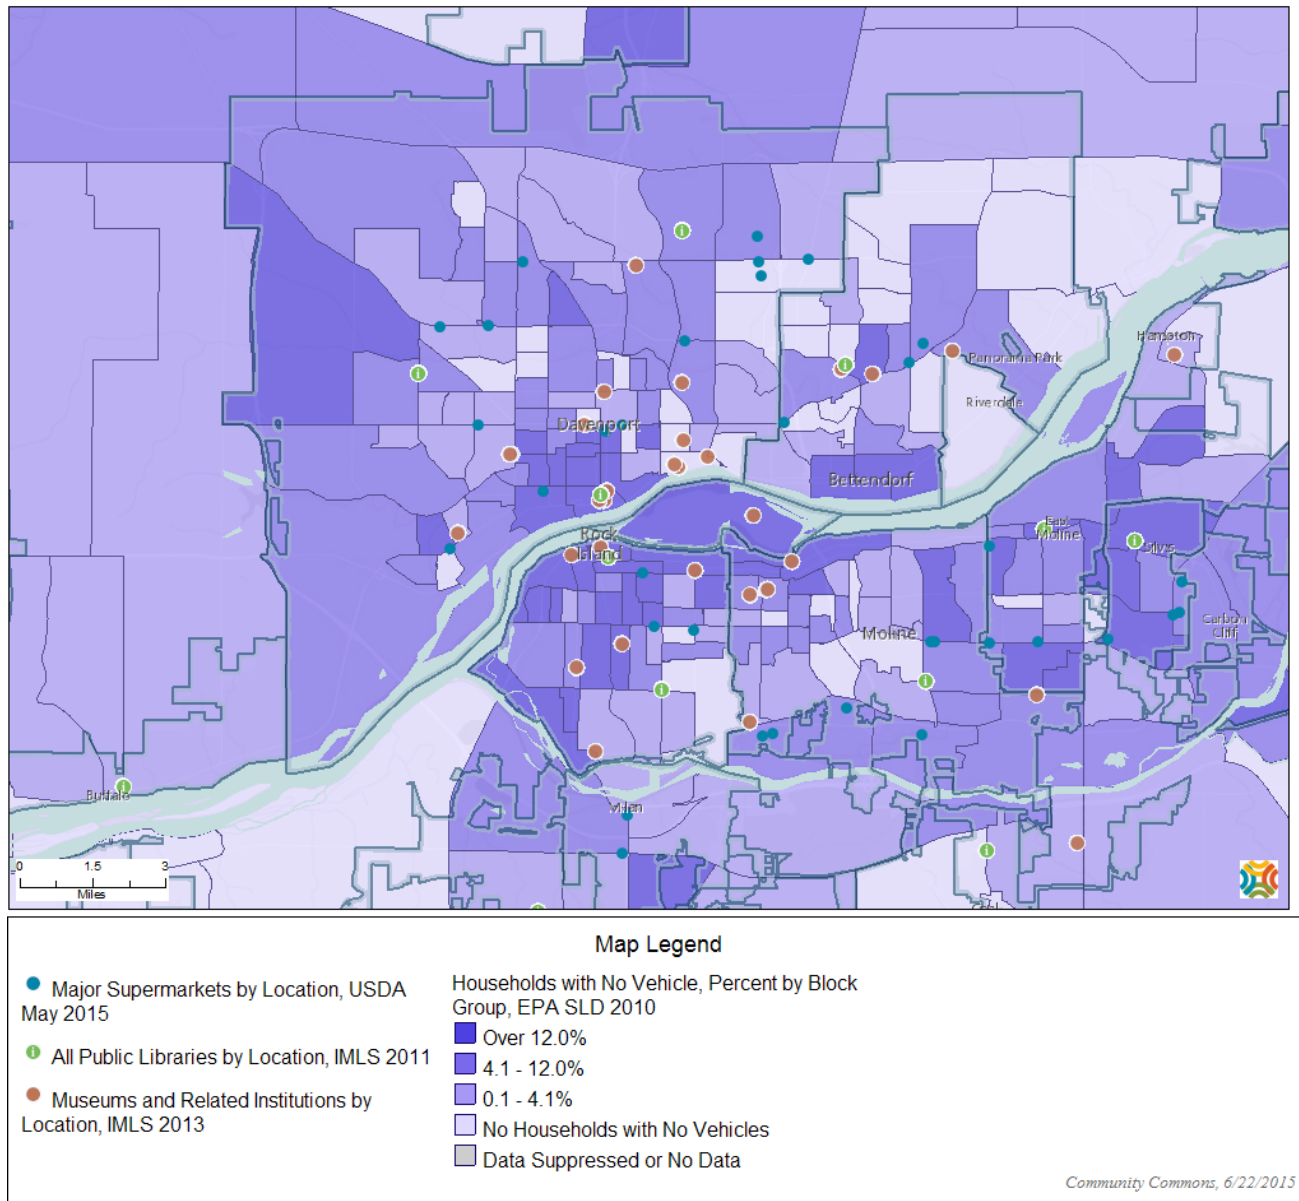 Hampton
Panorama Park
Riverdale
Davenport
Bettendorf
East
Moline
Silvis
Rock
Island
Carbon
Cliff
Moline
Buffalo
Milan
0 1.5 3
Miles
Map Legend
Major Supermarkets by Location, USDA
May 2015
All Public Libraries by Location, IMLS 2011
Museums and Related Institutions by
Location, IMLS 2013
Households with No Vehicle, Percent by Block
Group, EPA SLD 2010
Over 12.0%
4.1 - 12.0%
0.1 - 4.1%
No Households with No Vehicles
Data Suppressed or No Data
Community Commons, 6/22/2015